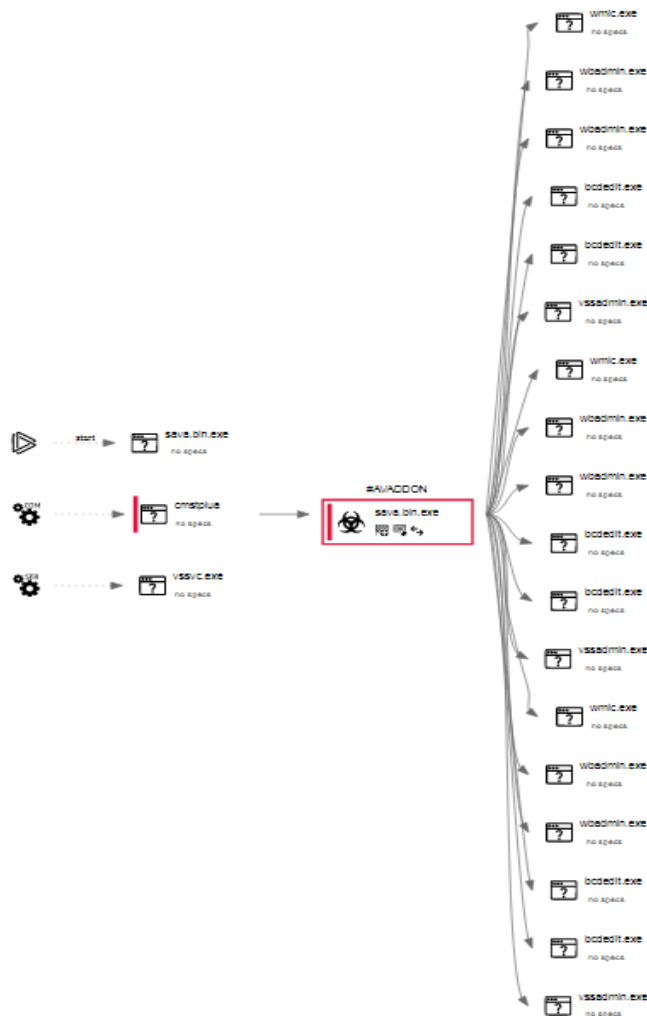 wmic.exe
no specs
wbadmin.exe
no specs
wbadmin.exe
no specs
bcdedit.exe
no specs
bcdedit.exe
no specs
vssadmin.exe
no specs
wmic.exe
no specs
wbadmin.exe
no specs
start
sava.bin.exe
no specs
wbadmin.exe
no specs
#AVADDON
COM
cmstplua
no specs
sava.bin.exe
bcdedit.exe
no specs
SER
vssvc.exe
no specs
bcdedit.exe
no specs
vssadmin.exe
no specs
wmic.exe
no specs
wbadmin.exe
no specs
wbadmin.exe
no specs
bcdedit.exe
no specs
bcdedit.exe
no specs
vssadmin.exe
no specs